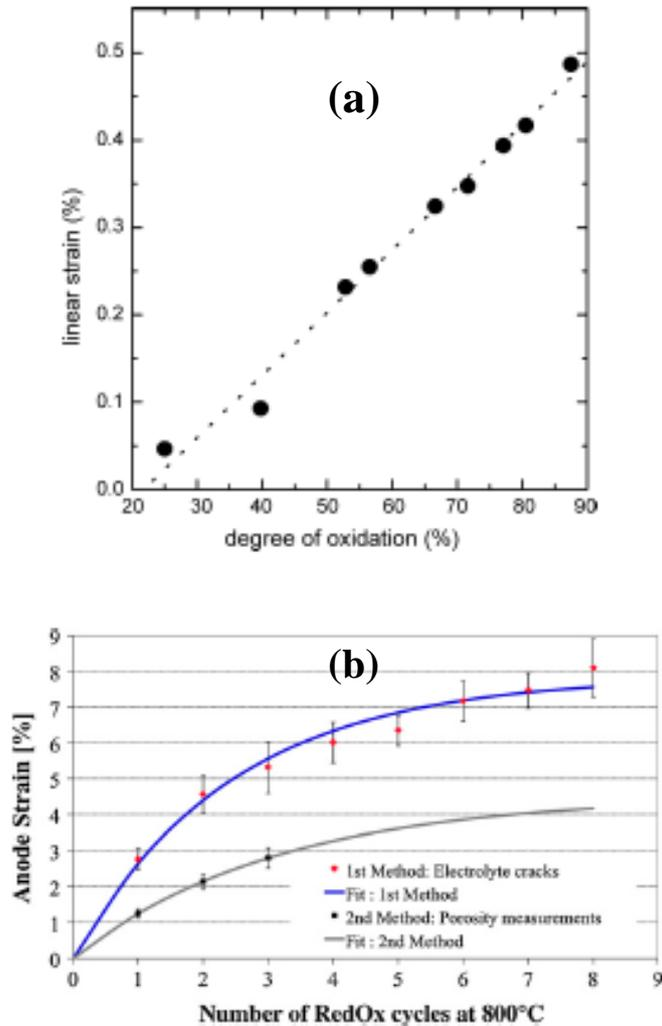 (a)
0.5
0.4
0.3
0.2
0.1
0.0
linear strain (%)
20 30 40 50 60 70 80 90
degree of oxidation (%)
(b)
9
8
7
6
5
4
3
2
1
0
Anode Strain [%]
1st Method: Electrolyte cracks
Fit : 1st Method
2nd Method: Porosity measurements
Fit : 2nd Method
0 1 2 3 4 5 6 7 8 9
Number of RedOx cycles at 800°C